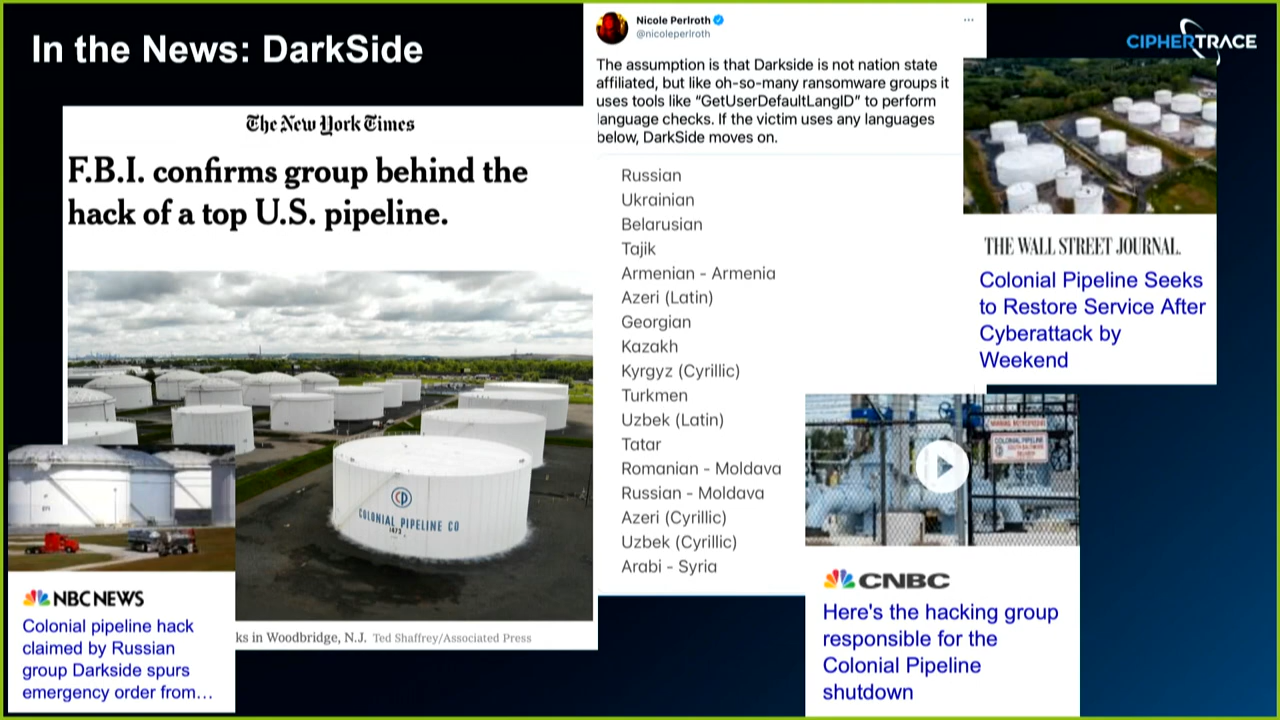 In the News: DarkSide
CIPHERTRACE
The New York Times
F.B.I. confirms group behind the
hack of a top U.S. pipeline.
COLONIAL PIPELINE CO
1073
ks in Woodbridge, N.J. Ted Shaffrey/Associated Press
NBC NEWS
Colonial pipeline hack
claimed by Russian
group Darkside spurs
emergency order from…
Nicole Perlroth
@nicoleperlroth
The assumption is that Darkside is not nation state
affiliated, but like oh-so-many ransomware groups it
uses tools like “GetUserDefaultLangID” to perform
language checks. If the victim uses any languages
below, DarkSide moves on.
Russian
Ukrainian
Belarusian
Tajik
Armenian - Armenia
Azeri (Latin)
Georgian
Kazakh
Kyrgyz (Cyrillic)
Turkmen
Uzbek (Latin)
Tatar
Romanian - Moldava
Russian - Moldava
Azeri (Cyrillic)
Uzbek (Cyrillic)
Arabi - Syria
THE WALL STREET JOURNAL.
Colonial Pipeline Seeks
to Restore Service After
Cyberattack by
Weekend
COLONIAL PIPELINE
CNBC
Here's the hacking group
responsible for the
Colonial Pipeline
shutdown